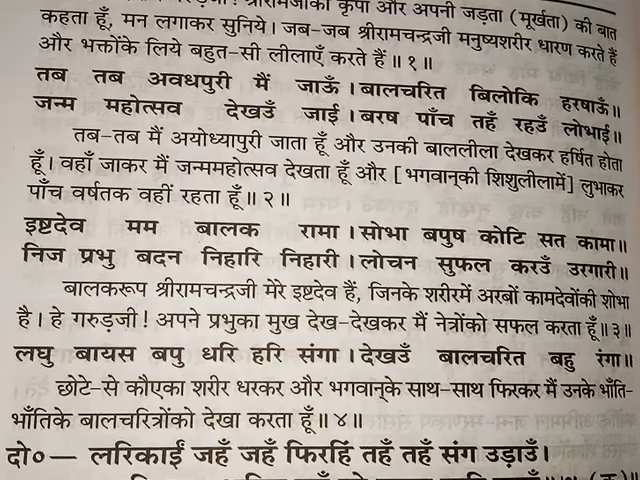 श्रीरामजीकी कृपा और अपनी जड़ता (मूर्खता) की बात
कहता हूँ, मन लगाकर सुनिये। जब-जब श्रीरामचन्द्रजी मनुष्यशरीर धारण करते हैं
और भक्तोंके लिये बहुत-सी लीलाएँ करते हैं॥१॥
तब तब अवधपुरी मैं जाऊँ। बालचरित बिलोकि हरषाऊँ॥
जन्म महोत्सव देखउँ जाई। बरष पाँच तहँ रहउँ लोभाई॥
तब-तब मैं अयोध्यापुरी जाता हूँ और उनकी बाललीला देखकर हर्षित होता
हूँ। वहाँ जाकर मैं जन्ममहोत्सव देखता हूँ और [भगवान्‌की शिशुलीलामें] लुभाकर
पाँच वर्षतक वहीं रहता हूँ॥२॥
इष्टदेव मम बालक रामा। सोभा बपुष कोटि सत कामा॥
निज प्रभु बदन निहारि निहारी। लोचन सुफल करउँ उरगारी॥
बालकरूप श्रीरामचन्द्रजी मेरे इष्टदेव हैं, जिनके शरीरमें अरबों कामदेवोंकी शोभा
है। हे गरुड़जी! अपने प्रभुका मुख देख-देखकर मैं नेत्रोंको सफल करता हूँ॥३॥
लघु बायस बपु धरि हरि संगा। देखउँ बालचरित बहु रंगा॥
छोटे-से कौएका शरीर धरकर और भगवान्‌के साथ-साथ फिरकर मैं उनके भाँति-
भाँतिके बालचरित्रोंको देखा करता हूँ॥४॥
दो०— लरिकाईं जहँ जहँ फिरहिं तहँ तहँ संग उड़ाउँ।